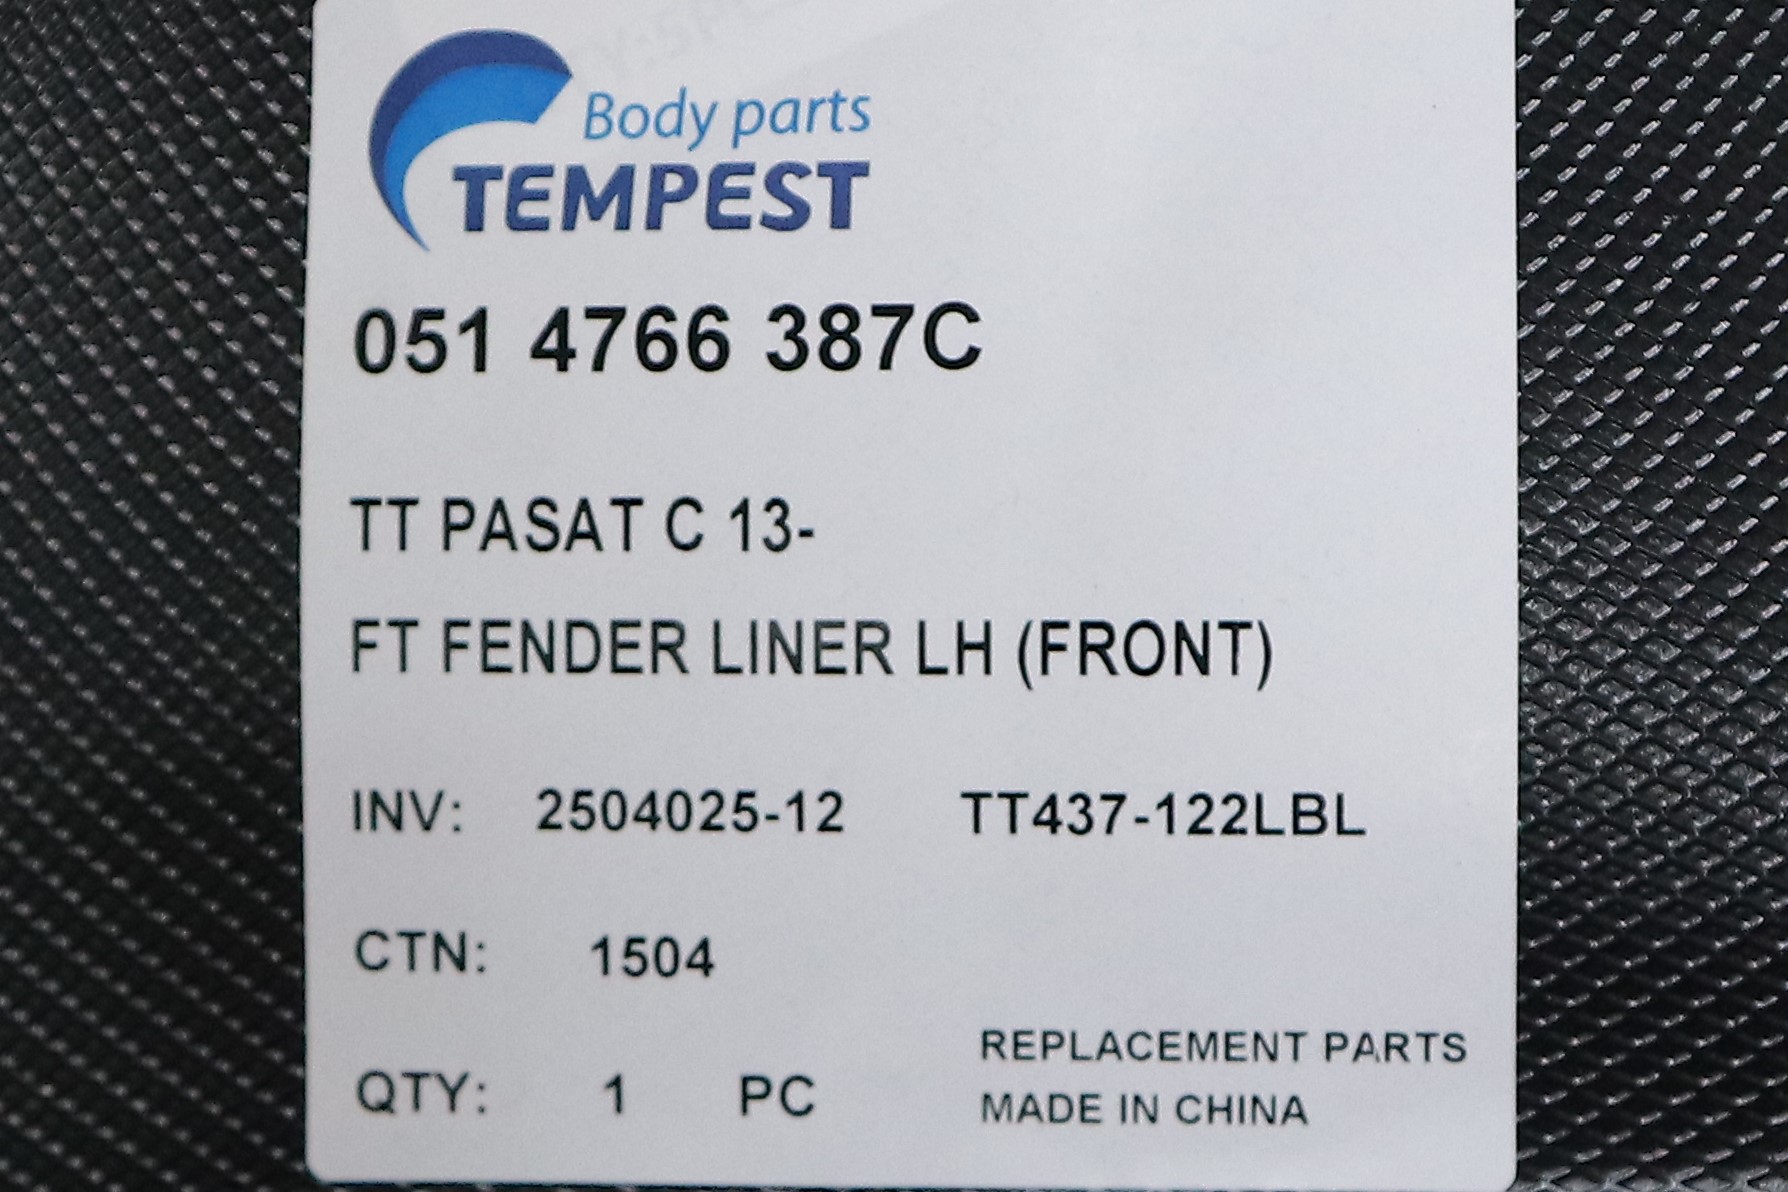 Body parts
TEMPEST
051 4766 387C
TT PASAT C 13-
FT FENDER LINER LH (FRONT)
INV: 2504025-12 TT437-122LBL
CTN: 1504
QTY: 1 PC
REPLACEMENT PARTS
MADE IN CHINA